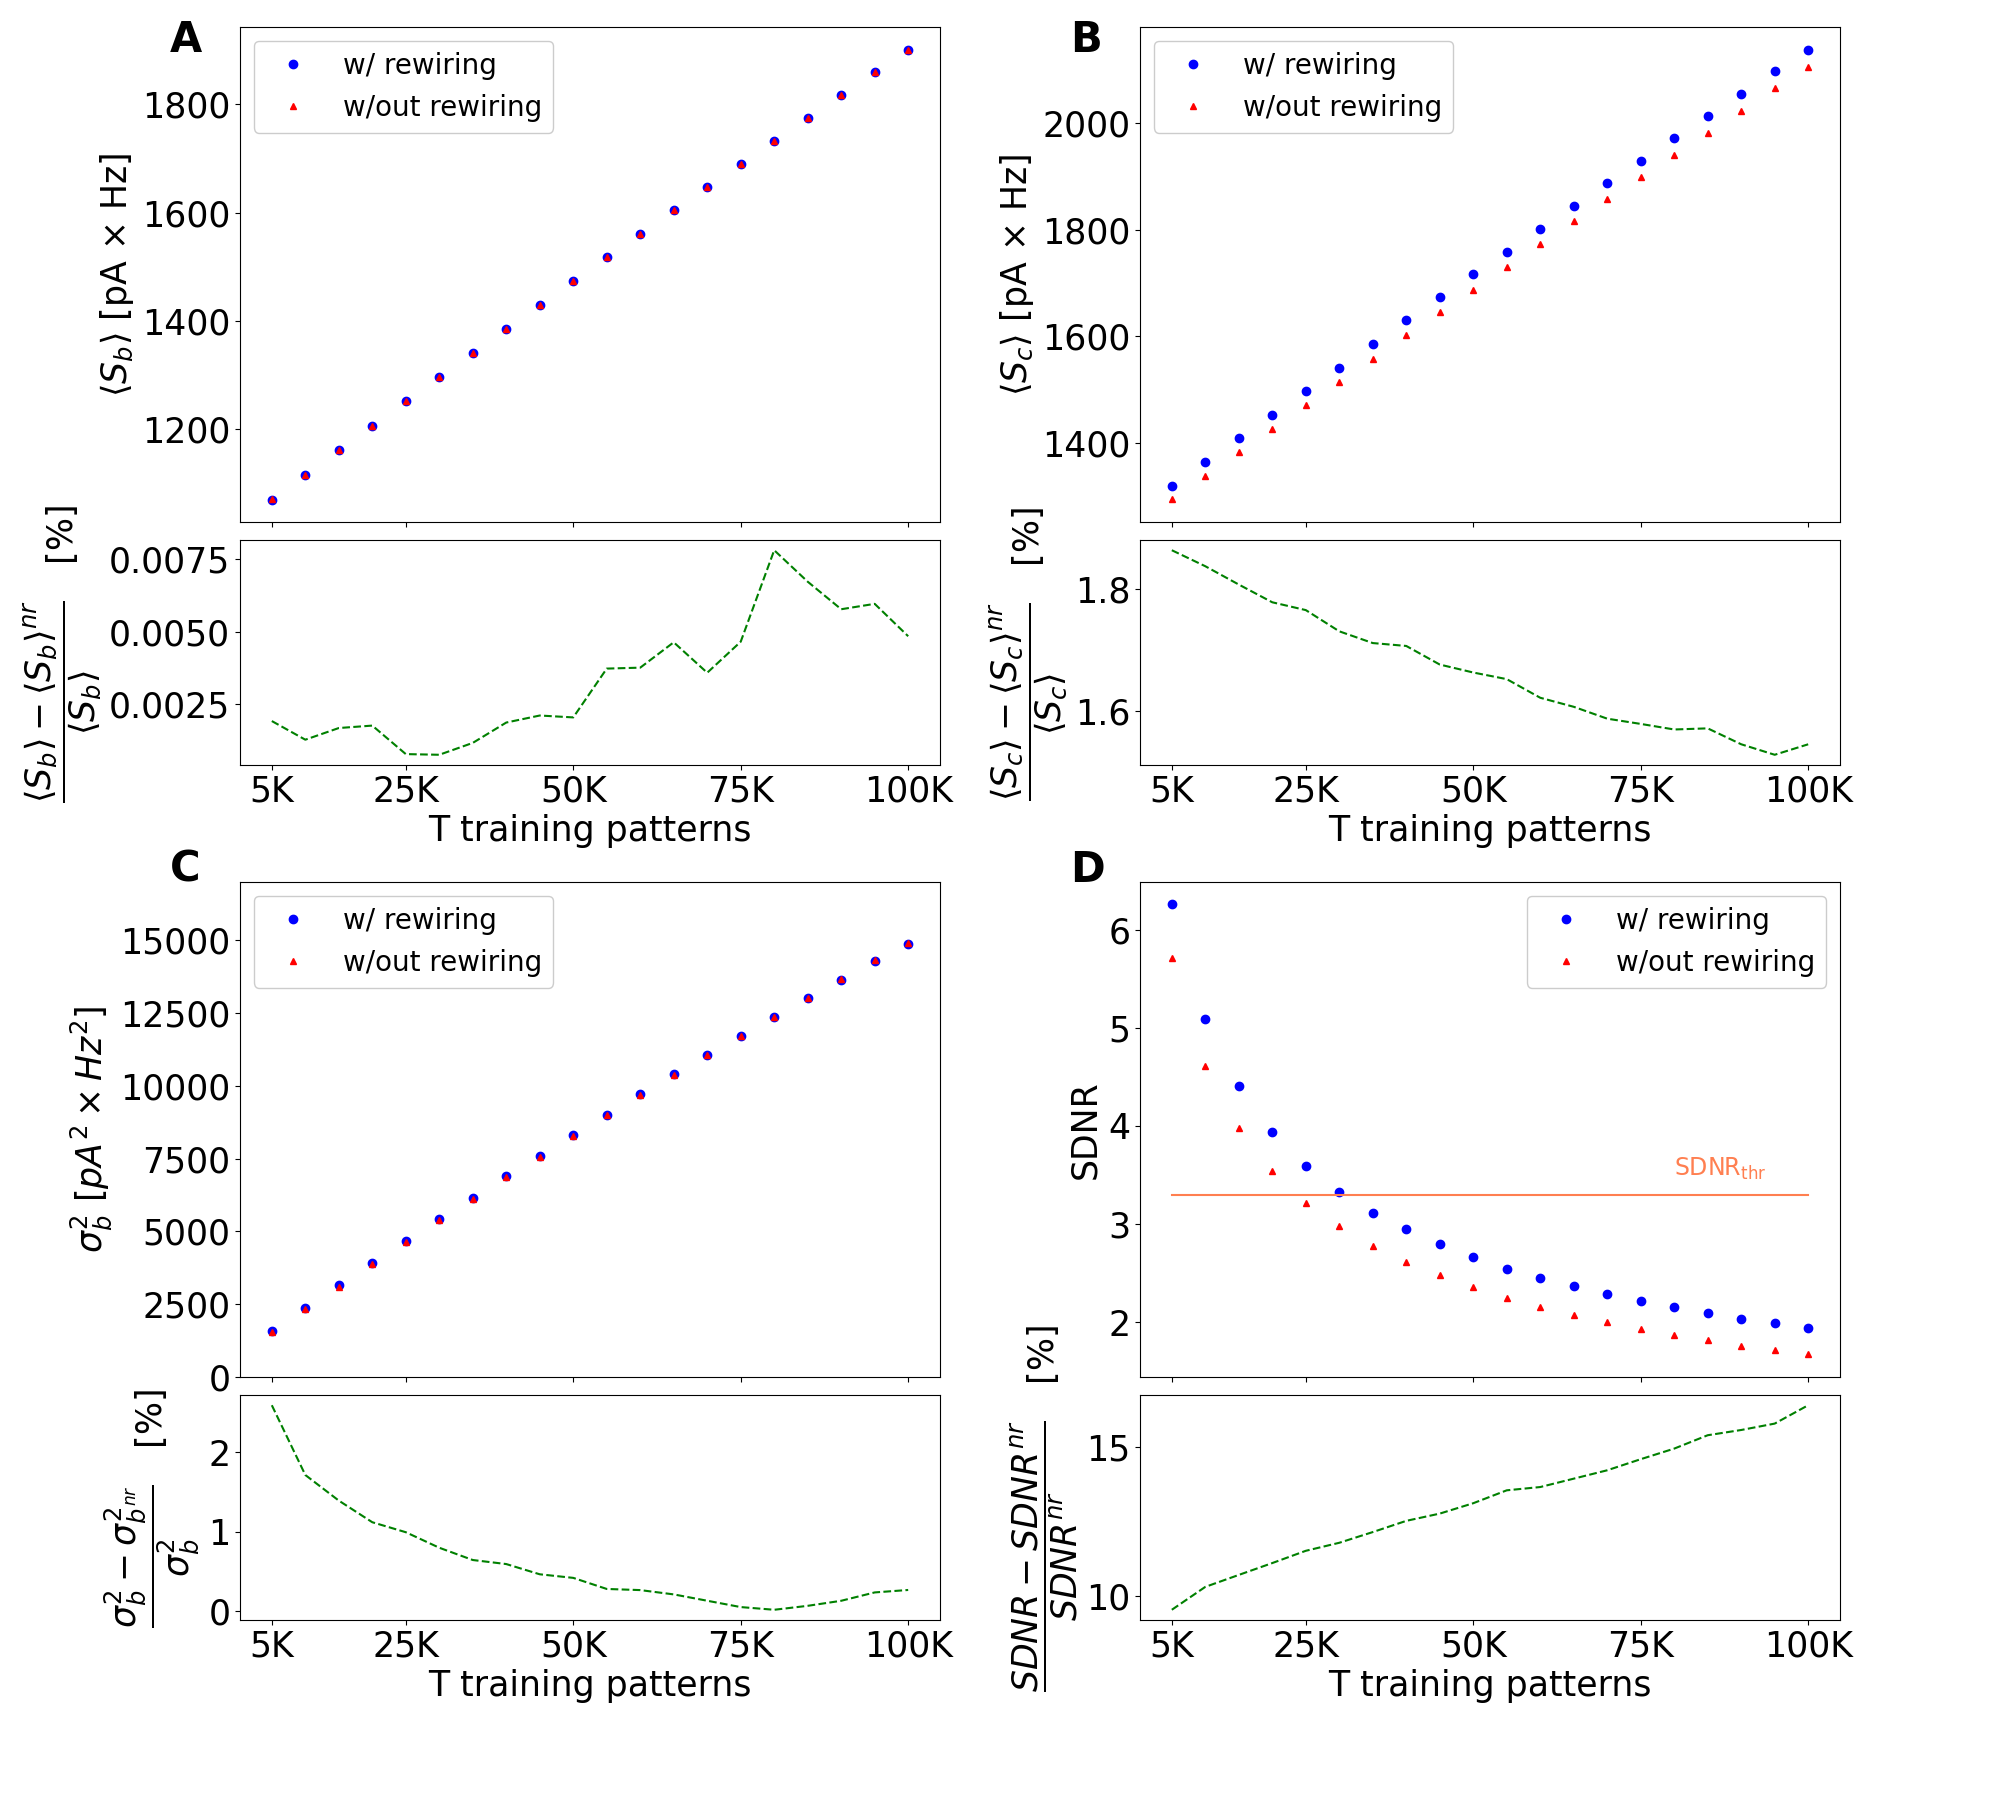 A
w/ rewiring
w/out rewiring
⟨S_b⟩ [pA × Hz]
1800
1600
1400
1200
(⟨S_b⟩ − ⟨S_b⟩^nr) / ⟨S_b⟩ [%]
0.0075
0.0050
0.0025
5K 25K 50K 75K 100K
T training patterns
B
w/ rewiring
w/out rewiring
⟨S_c⟩ [pA × Hz]
2000
1800
1600
1400
(⟨S_c⟩ − ⟨S_c⟩^nr) / ⟨S_c⟩ [%]
1.8
1.6
5K 25K 50K 75K 100K
T training patterns
C
w/ rewiring
w/out rewiring
σ_b^2 [pA^2 × Hz^2]
15000
12500
10000
7500
5000
2500
0
(σ_b^2 − σ_{b^nr}^2) / σ_b^2 [%]
2
1
0
5K 25K 50K 75K 100K
T training patterns
D
w/ rewiring
w/out rewiring
SDNR
6
5
4
3
2
SDNR_thr
(SDNR − SDNR^nr) / SDNR^nr [%]
15
10
5K 25K 50K 75K 100K
T training patterns